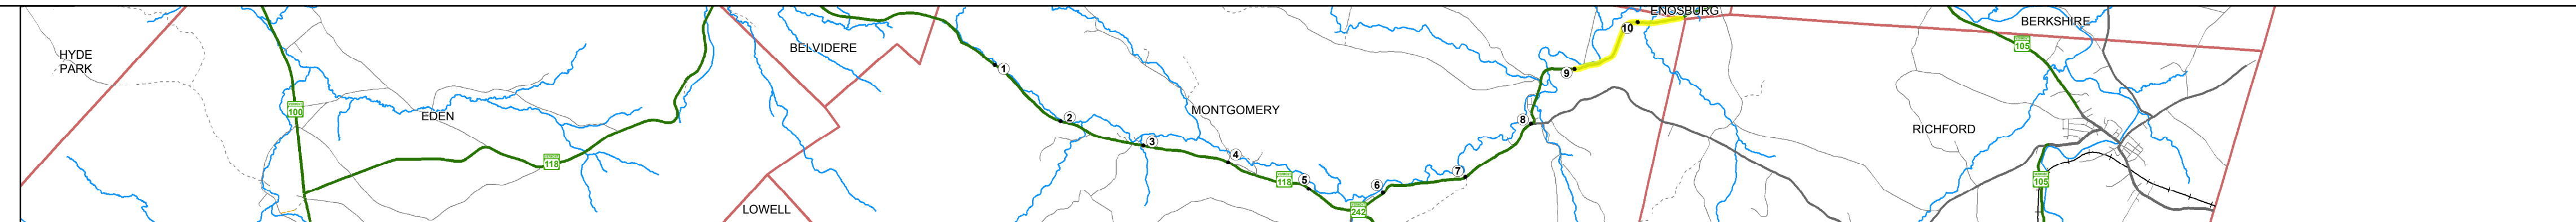 HYDE
PARK
100
EDEN
118
BELVIDERE
LOWELL
1
2
3
MONTGOMERY
4
118
5
242
6
7
8
9
10
ENOSBURG
RICHFORD
105
BERKSHIRE
105